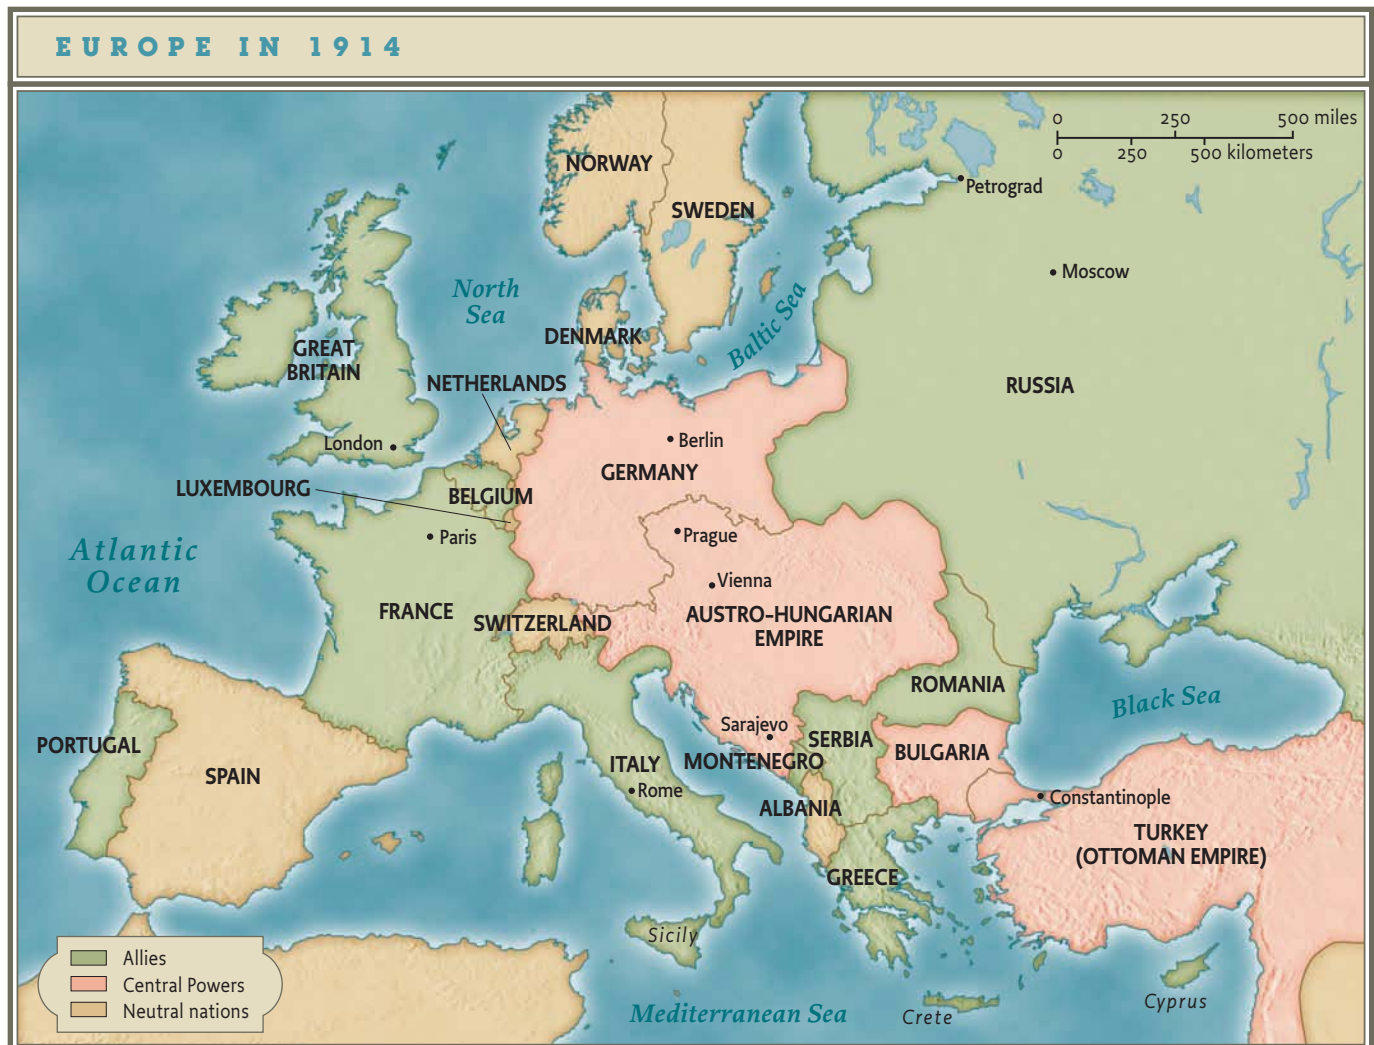 EUROPE IN 1914
0 250 500 miles
0 250 500 kilometers
NORWAY
Petrograd
SWEDEN
Moscow
North
Sea
DENMARK
Baltic Sea
GREAT
BRITAIN
NETHERLANDS
RUSSIA
London
Berlin
GERMANY
LUXEMBOURG
BELGIUM
Paris
Prague
Atlantic
Ocean
Vienna
FRANCE
SWITZERLAND
AUSTRO-HUNGARIAN
EMPIRE
ROMANIA
Black Sea
Sarajevo
PORTUGAL
SERBIA
BULGARIA
SPAIN
ITALY
MONTENEGRO
Rome
Constantinople
ALBANIA
TURKEY
(OTTOMAN EMPIRE)
GREECE
Sicily
Allies
Central Powers
Neutral nations
Mediterranean Sea
Crete
Cyprus